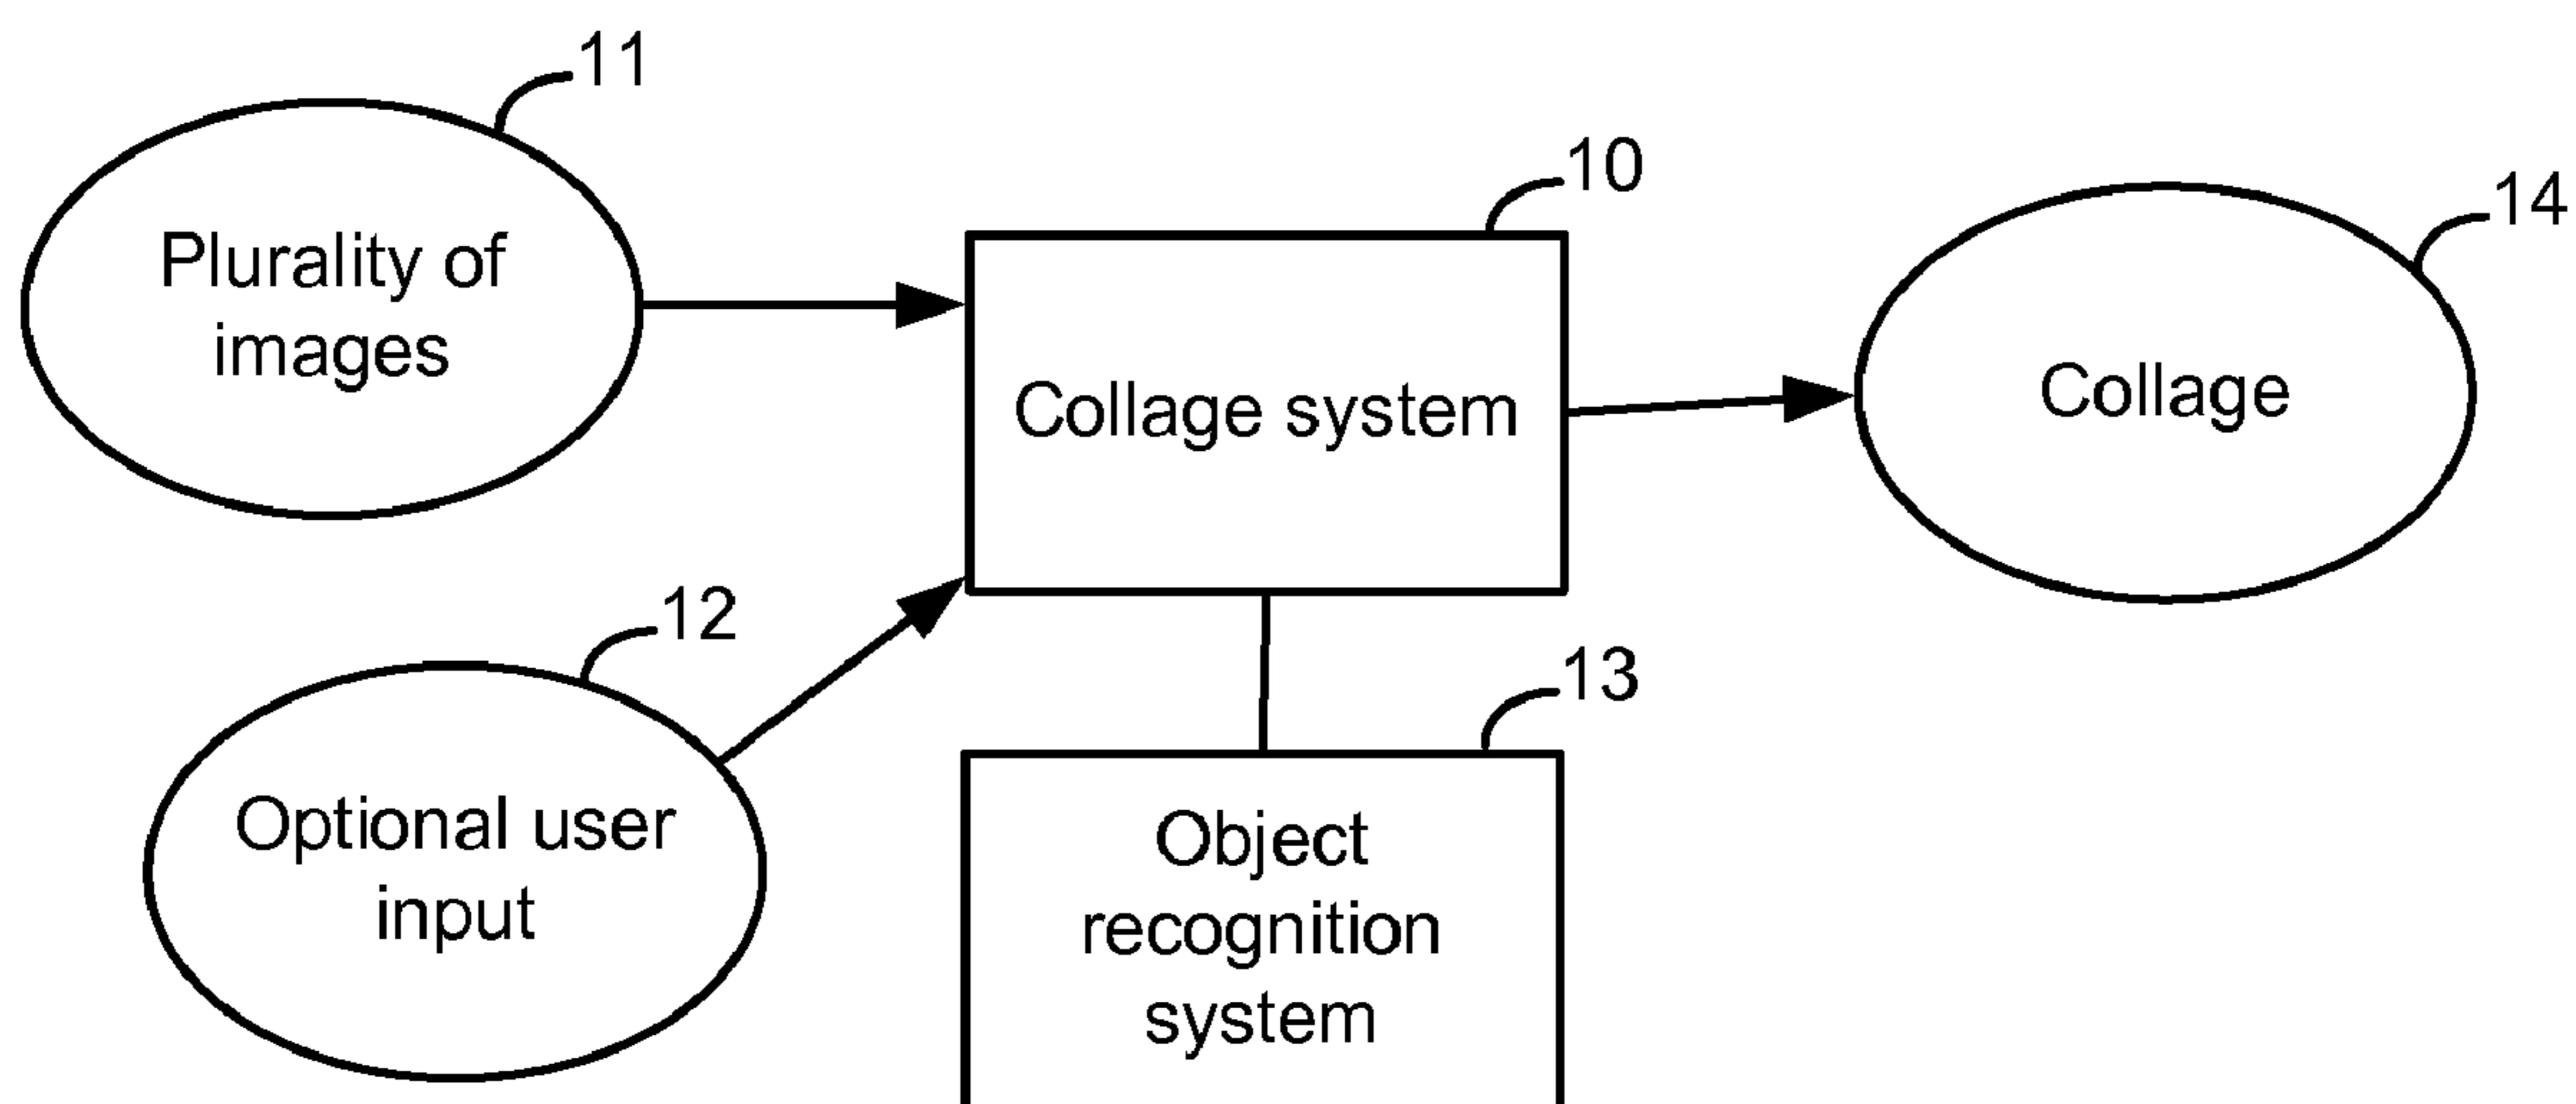 11
Plurality of
images
10
Collage system
14
Collage
12
Optional user
input
13
Object
recognition
system